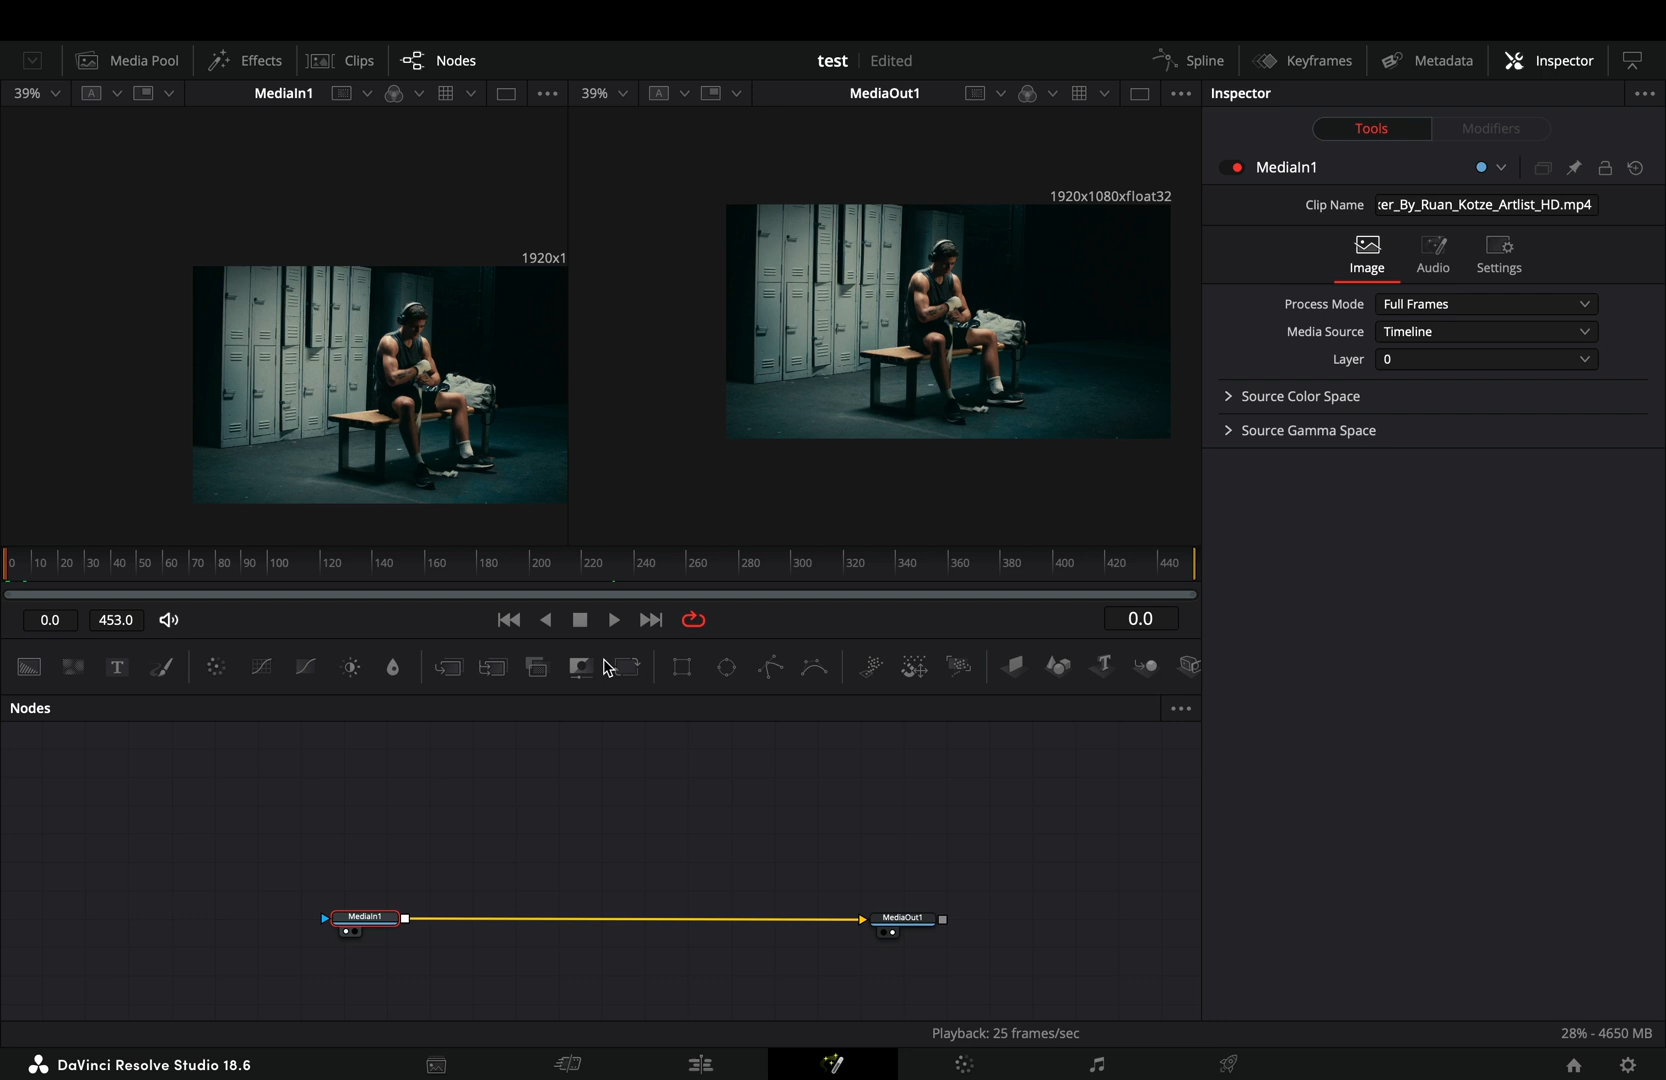 Media Pool Effects Clips Nodes test Edited Spline Keyframes Metadata Inspector
39% A MediaIn1 39% A MediaOut1 Inspector
Tools Modifiers
MediaIn1
1920x1080xfloat32
Clip Name :er_By_Ruan_Kotze_Artlist_HD.mp4
1920x1
Image Audio Settings
Process Mode Full Frames
Media Source Timeline
Layer 0
Source Color Space
Source Gamma Space
0 10 20 30 40 50 60 70 80 90 100 120 140 160 180 200 220 240 260 280 300 320 340 360 380 400 420 440
0.0 453.0 0.0
T T
Nodes
MediaIn1 MediaOut1
Playback: 25 frames/sec 28% - 4650 MB
DaVinci Resolve Studio 18.6